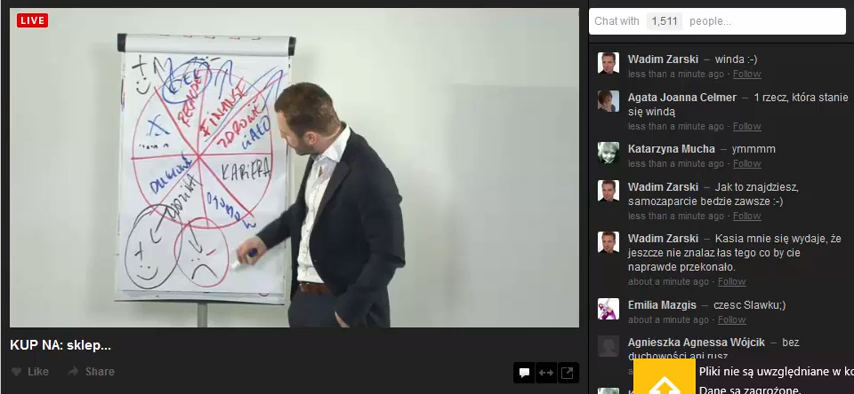 LIVE
RELACJE
FINANSE
ZDROWIE
CIAŁO
KARIERA
KUP NA: sklep...
Like
Share
Chat with 1,511 people...
Wadim Zarski – winda :-)
less than a minute ago · Follow
Agata Joanna Celmer – 1 rzecz, która stanie
się windą
less than a minute ago · Follow
Katarzyna Mucha – ymmmm
less than a minute ago · Follow
Wadim Zarski – Jak to znajdziesz,
samozaparcie bedzie zawsze :-)
less than a minute ago · Follow
Wadim Zarski – Kasia mnie się wydaje, że
jeszcze nie znalaz łas tego co by cie
naprawde przekonało.
about a minute ago · Follow
Emilia Mazgis – czesc Slawku;)
about a minute ago · Follow
Agnieszka Agnessa Wójcik – bez
duchowości ani rusz
Pliki nie są uwzględniane w
Dane są zagrożone.